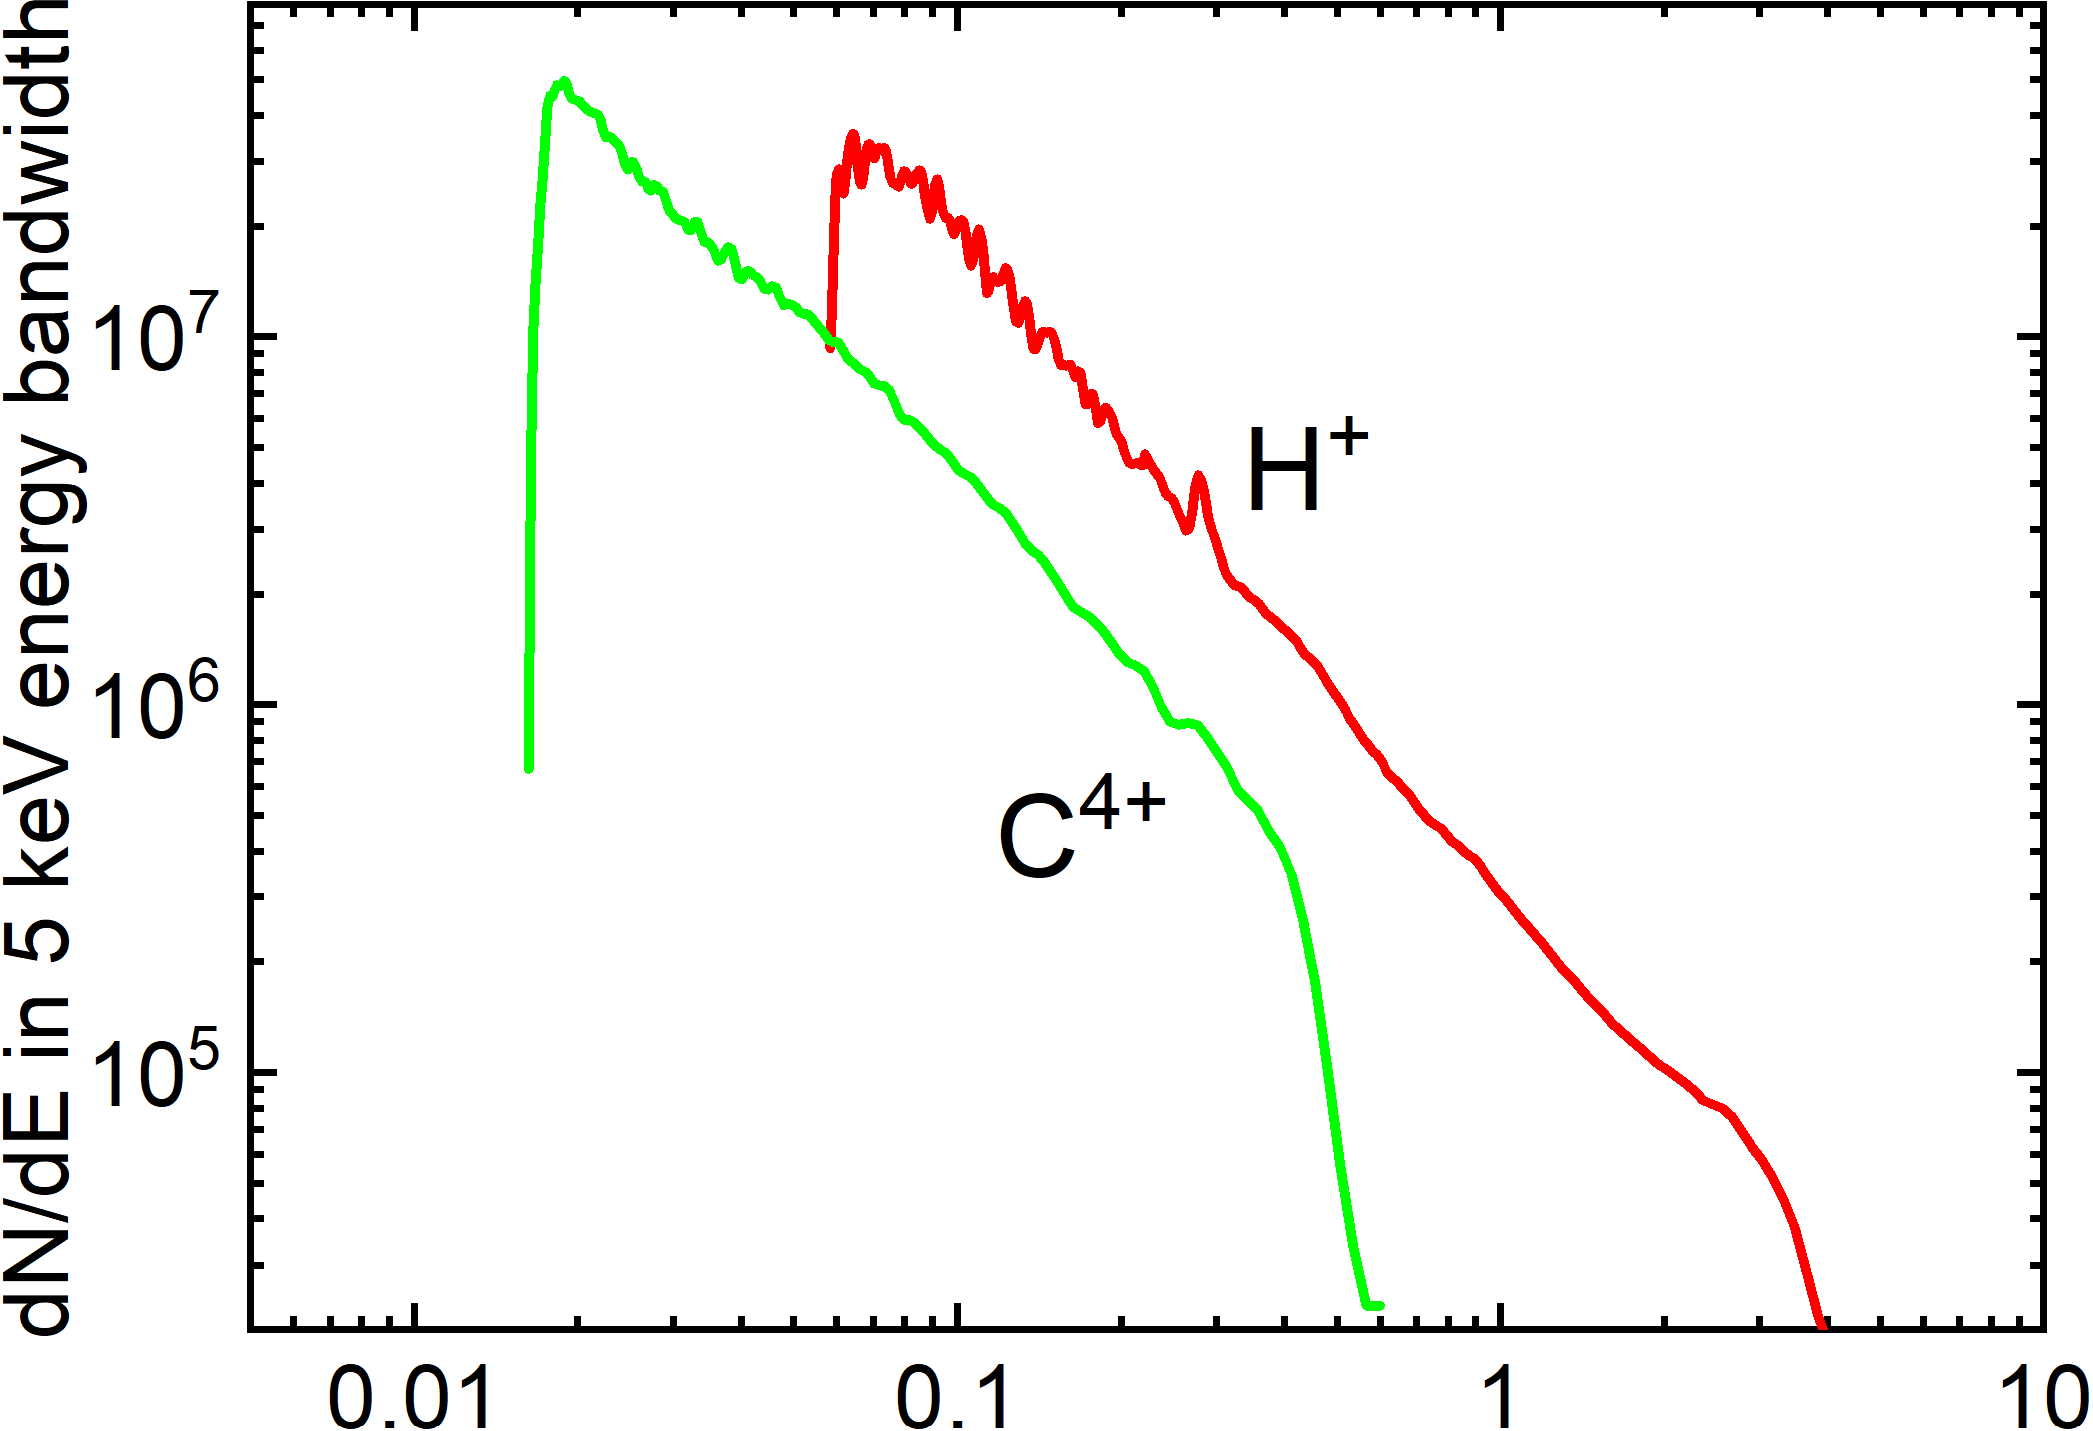 dN/dE in 5 keV energy bandwidth
10⁷
10⁶
10⁵
H⁺
C⁴⁺
0.01 0.1 1 10